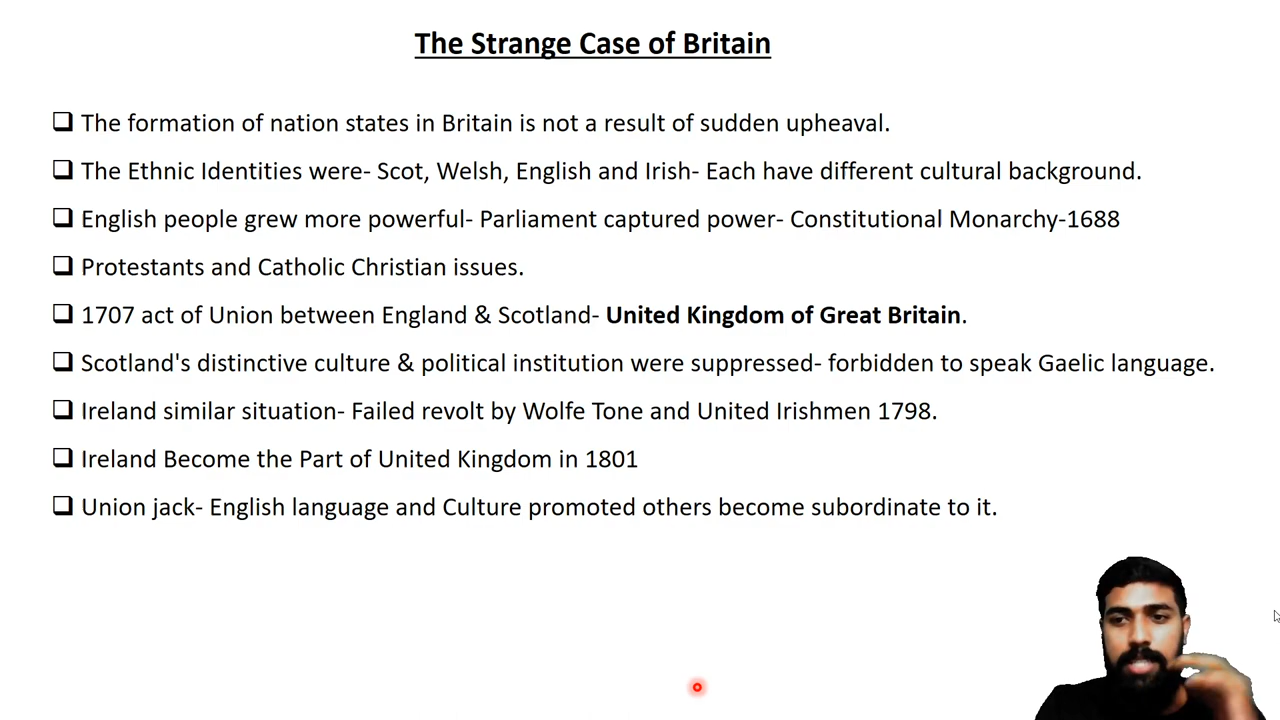 The Strange Case of Britain
The formation of nation states in Britain is not a result of sudden upheaval.
The Ethnic Identities were- Scot, Welsh, English and Irish- Each have different cultural background.
English people grew more powerful- Parliament captured power- Constitutional Monarchy-1688
Protestants and Catholic Christian issues.
1707 act of Union between England & Scotland- United Kingdom of Great Britain.
Scotland's distinctive culture & political institution were suppressed- forbidden to speak Gaelic language.
Ireland similar situation- Failed revolt by Wolfe Tone and United Irishmen 1798.
Ireland Become the Part of United Kingdom in 1801
Union jack- English language and Culture promoted others become subordinate to it.